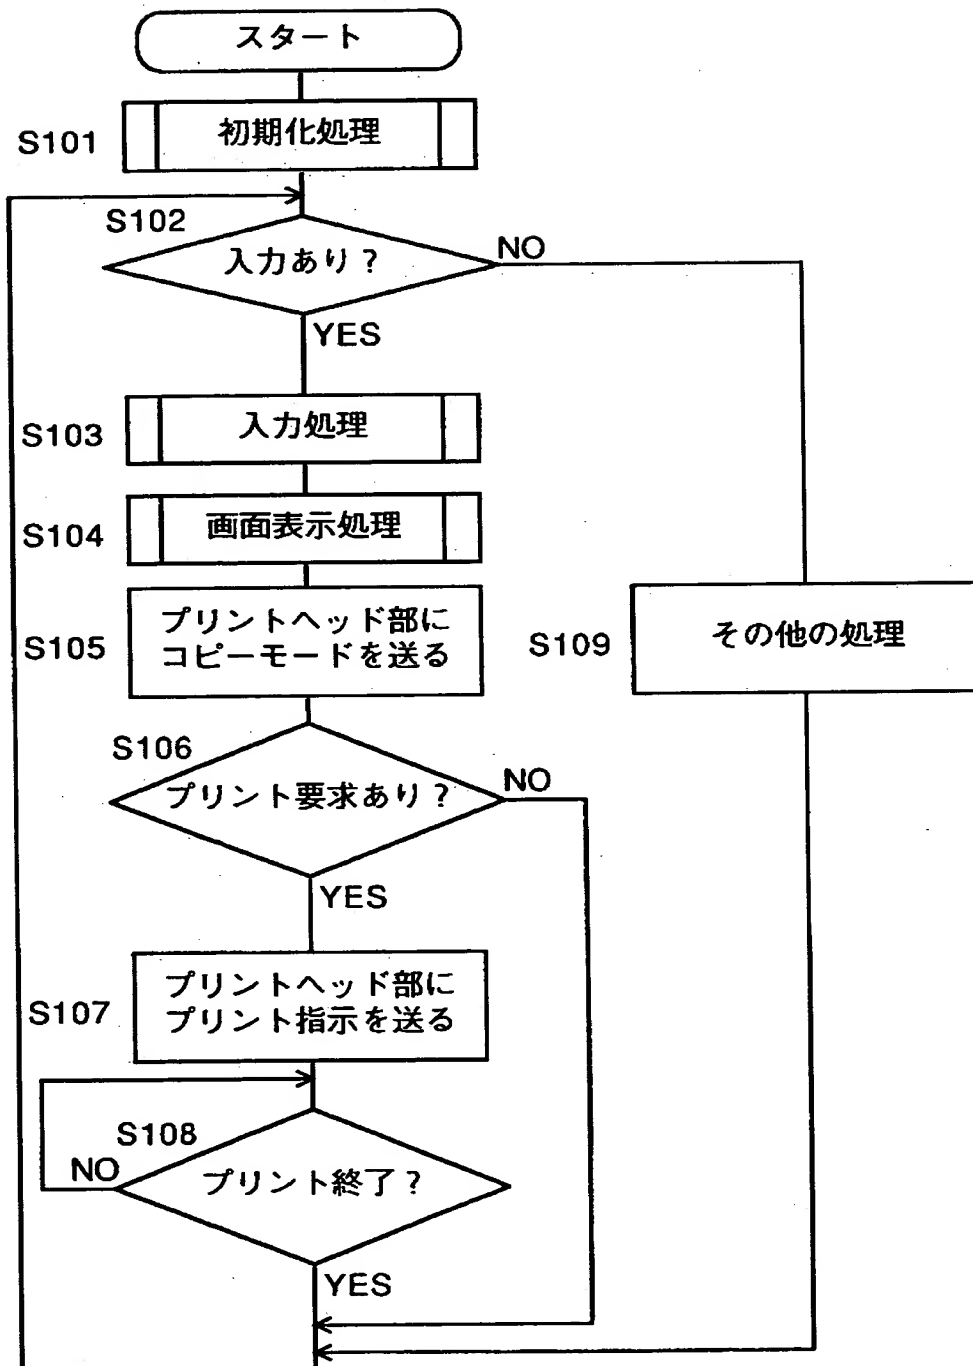 スタート
S101
初期化処理
S102
入力あり？
NO
YES
S103
入力処理
S104
画面表示処理
S105
プリントヘッド部に
コピーモードを送る
S109
その他の処理
S106
プリント要求あり？
NO
YES
S107
プリントヘッド部に
プリント指示を送る
S108
NO
プリント終了？
YES